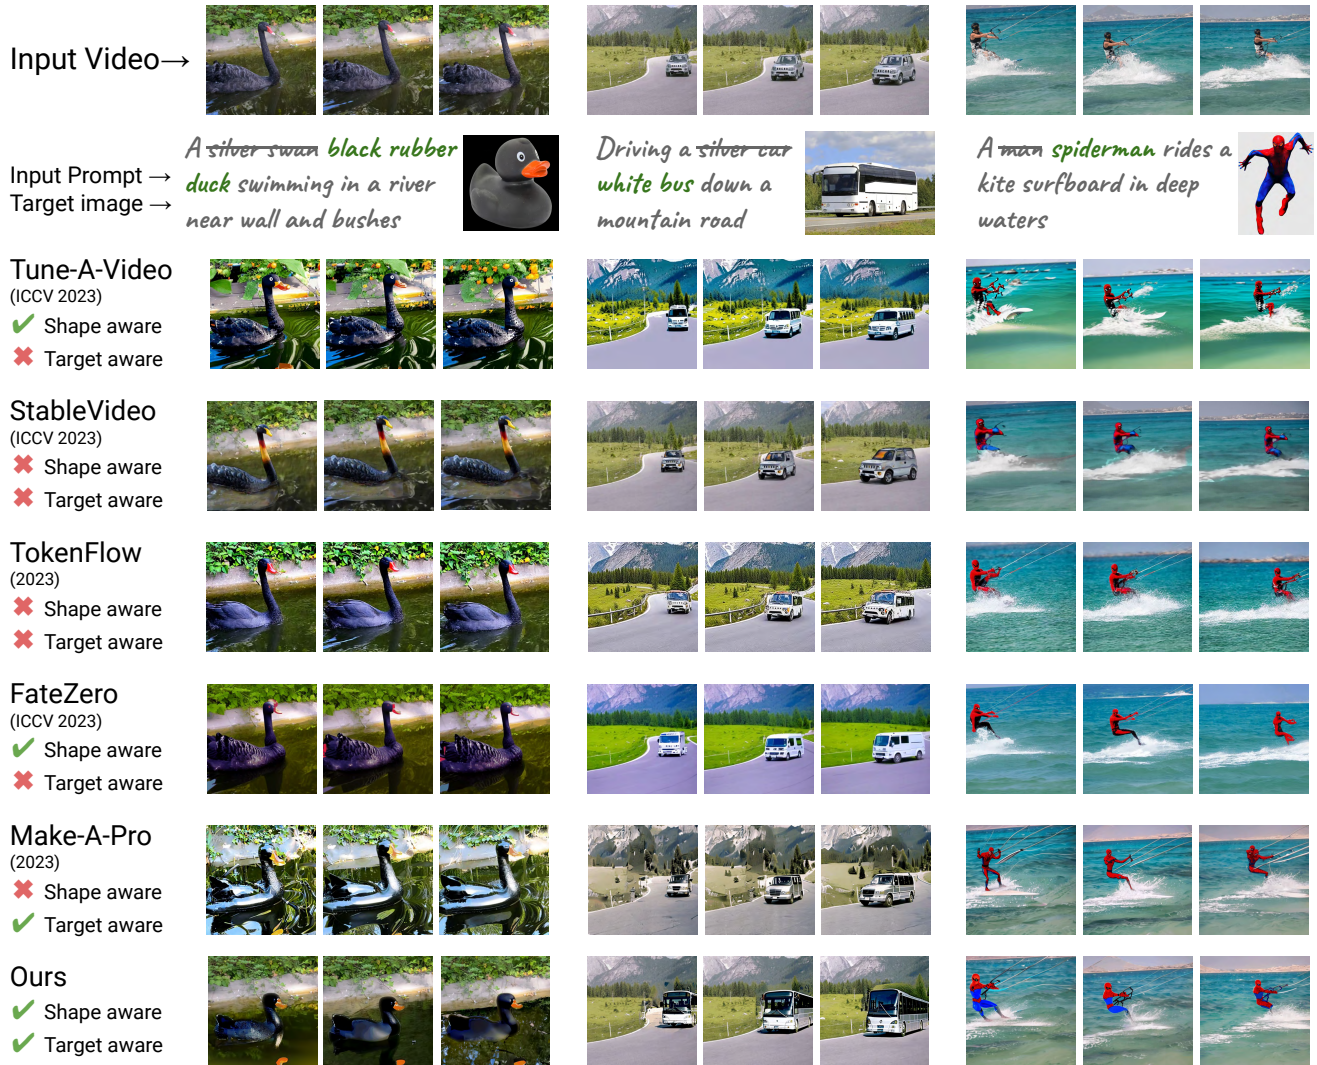 Input Video→
Input Prompt →
Target image →
A silver swan black rubber
duck swimming in a river
near wall and bushes
Driving a silver car
white bus down a
mountain road
A man spiderman rides a
kite surfboard in deep
waters
Tune-A-Video
(ICCV 2023)
✔ Shape aware
✖ Target aware
StableVideo
(ICCV 2023)
✖ Shape aware
✖ Target aware
TokenFlow
(2023)
✖ Shape aware
✖ Target aware
FateZero
(ICCV 2023)
✔ Shape aware
✖ Target aware
Make-A-Pro
(2023)
✖ Shape aware
✔ Target aware
Ours
✔ Shape aware
✔ Target aware